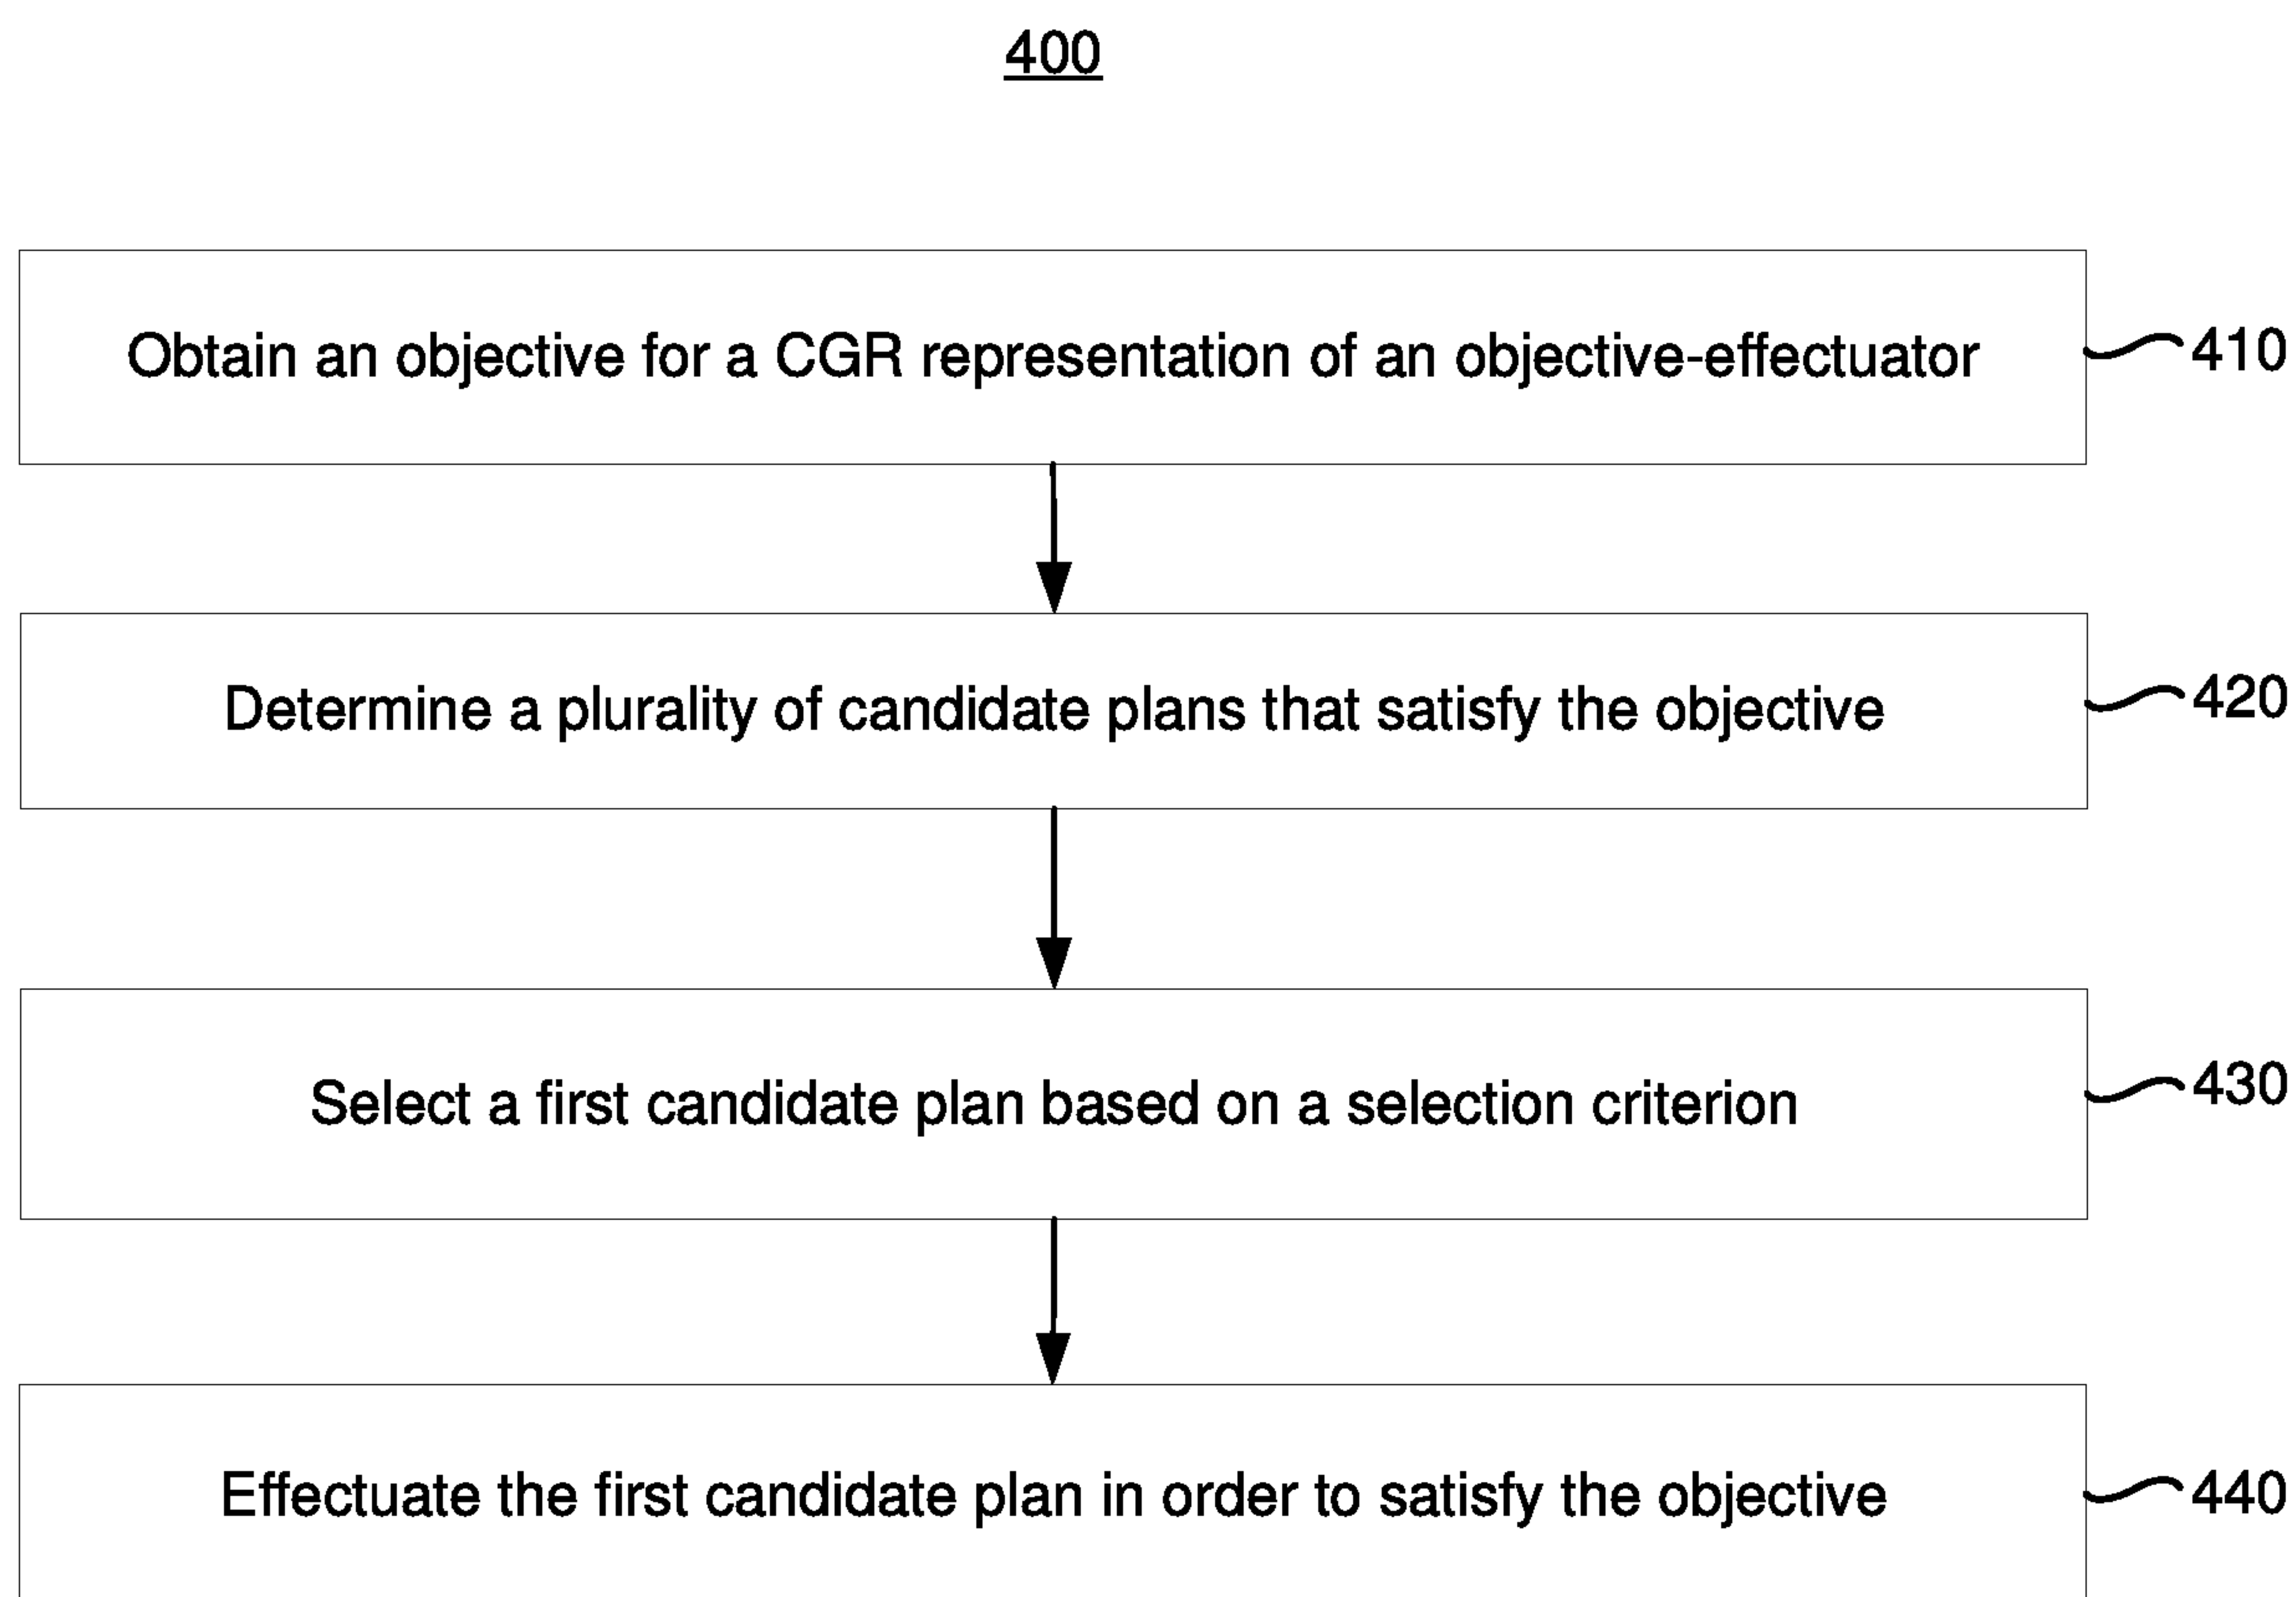 400
Obtain an objective for a CGR representation of an objective-effectuator
410
Determine a plurality of candidate plans that satisfy the objective
420
Select a first candidate plan based on a selection criterion
430
Effectuate the first candidate plan in order to satisfy the objective
440